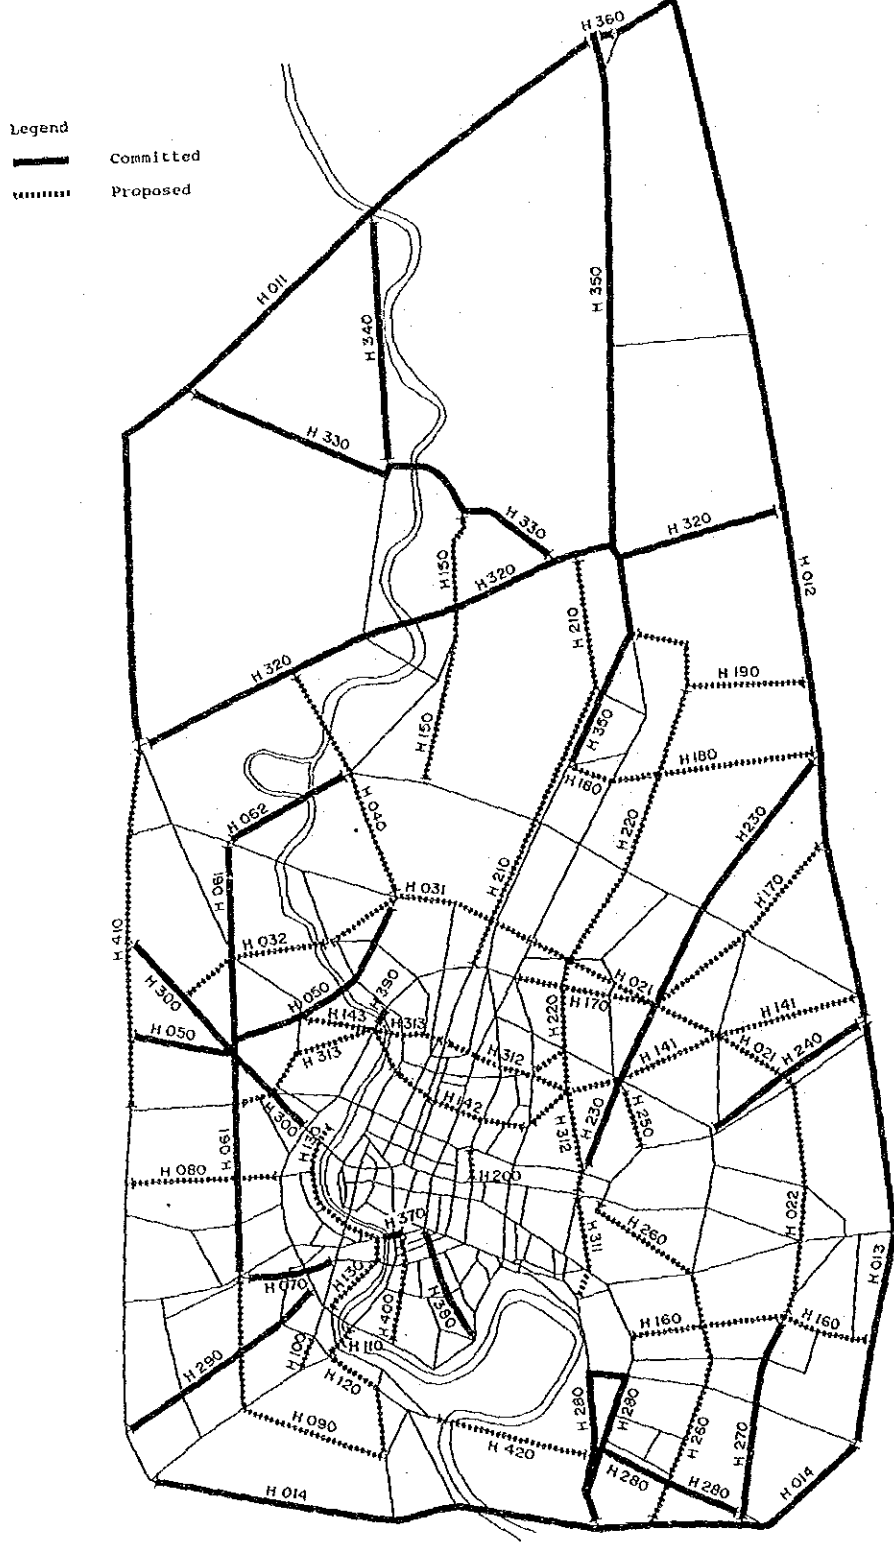 H 360
Legend
Committed
Proposed
H 011
H 350
H 340
H 330
H 330
H 320
H 150
H 320
H 012
H 210
H 320
H 190
H 350
H 150
H 180
H 180
H 040
H 062
H 220
H 230
H 210
H 170
H 061
H 031
H 410
H 032
H 300
H 050
H 390
H 021
H 170
H 220
H 141
H 050
H 143
H 313
H 313
H 312
H 021
H 240
H 141
H 142
H 230
H 250
H 300
H 130
H 312
H 061
H 080
H 200
H 022
H 370
H 311
H 260
H 013
H 070
H 130
H 400
H 380
H 160
H 160
H 100
H 110
H 290
H 120
H 280
H 280
H 090
H 420
H 260
H 270
H 280
H 280
H 014
H 014